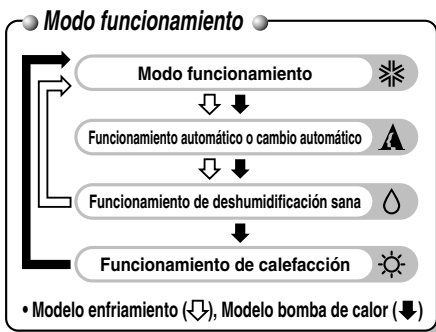 Modo funcionamiento
Modo funcionamiento
Funcionamiento automático o cambio automático
Funcionamiento de deshumidificación sana
Funcionamiento de calefacción
• Modelo enfriamiento (⇩), Modelo bomba de calor (⬇)